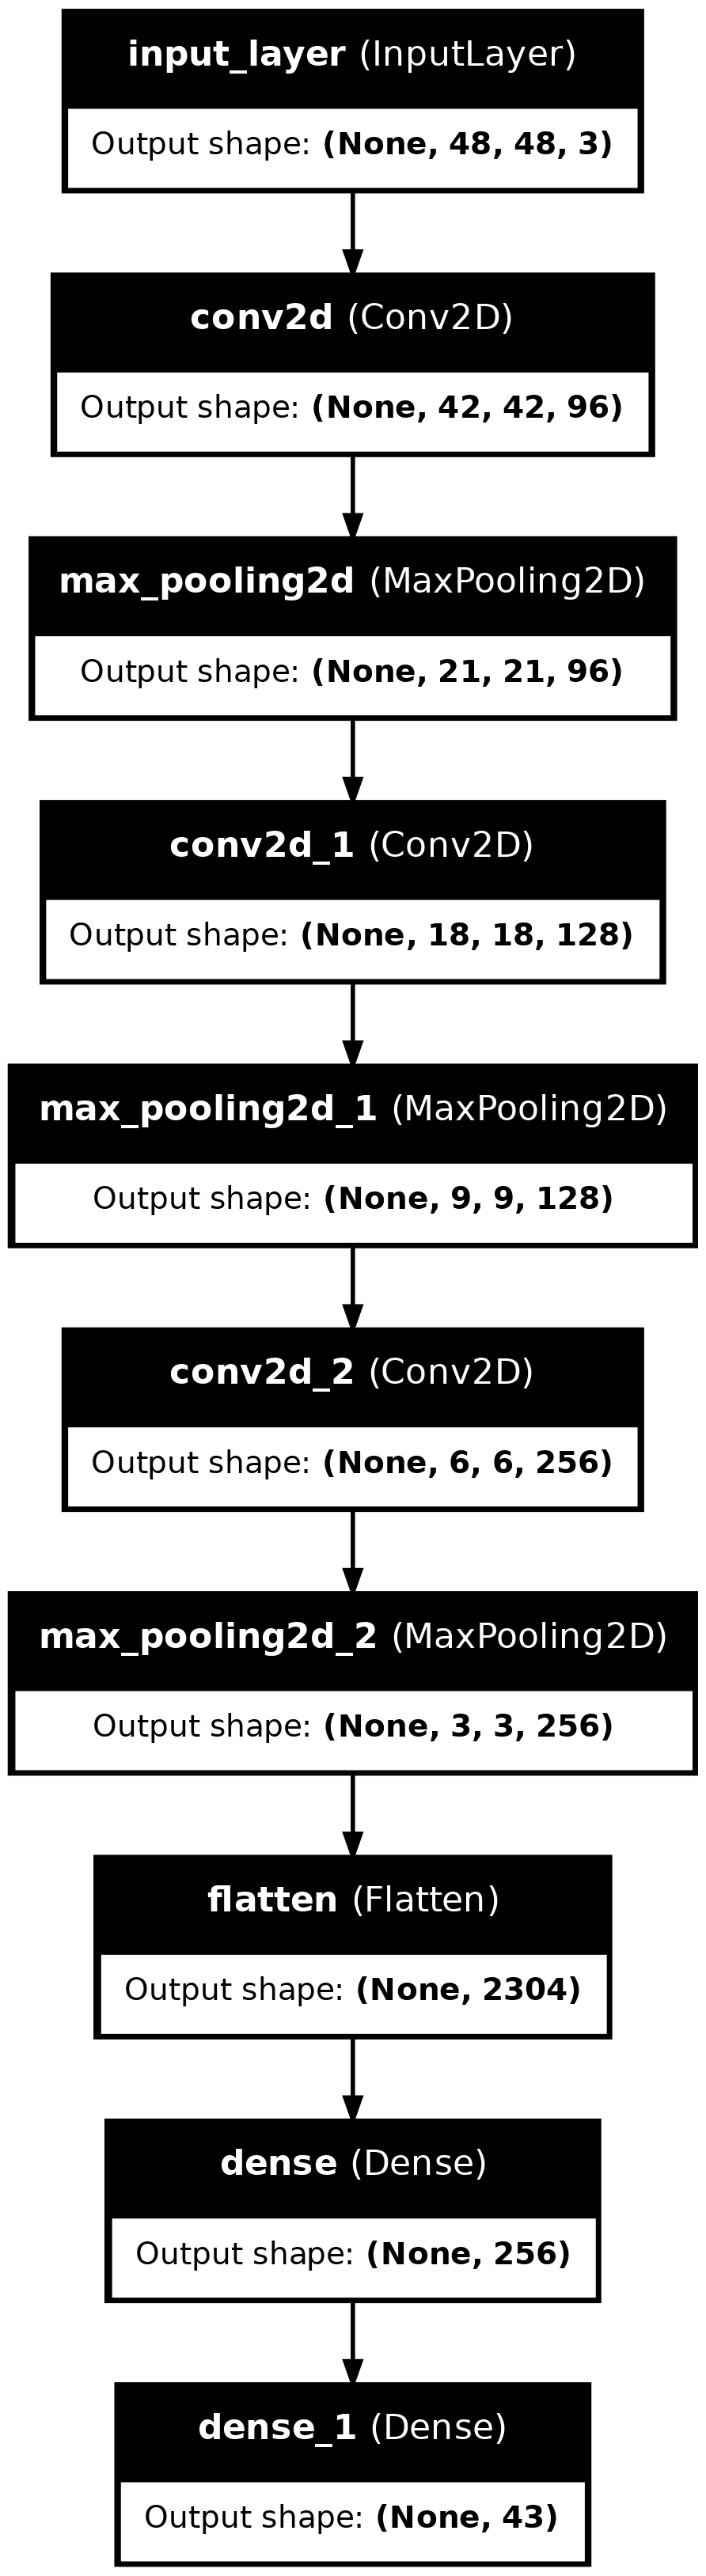 input_layer (InputLayer)
Output shape: (None, 48, 48, 3)
conv2d (Conv2D)
Output shape: (None, 42, 42, 96)
max_pooling2d (MaxPooling2D)
Output shape: (None, 21, 21, 96)
conv2d_1 (Conv2D)
Output shape: (None, 18, 18, 128)
max_pooling2d_1 (MaxPooling2D)
Output shape: (None, 9, 9, 128)
conv2d_2 (Conv2D)
Output shape: (None, 6, 6, 256)
max_pooling2d_2 (MaxPooling2D)
Output shape: (None, 3, 3, 256)
flatten (Flatten)
Output shape: (None, 2304)
dense (Dense)
Output shape: (None, 256)
dense_1 (Dense)
Output shape: (None, 43)